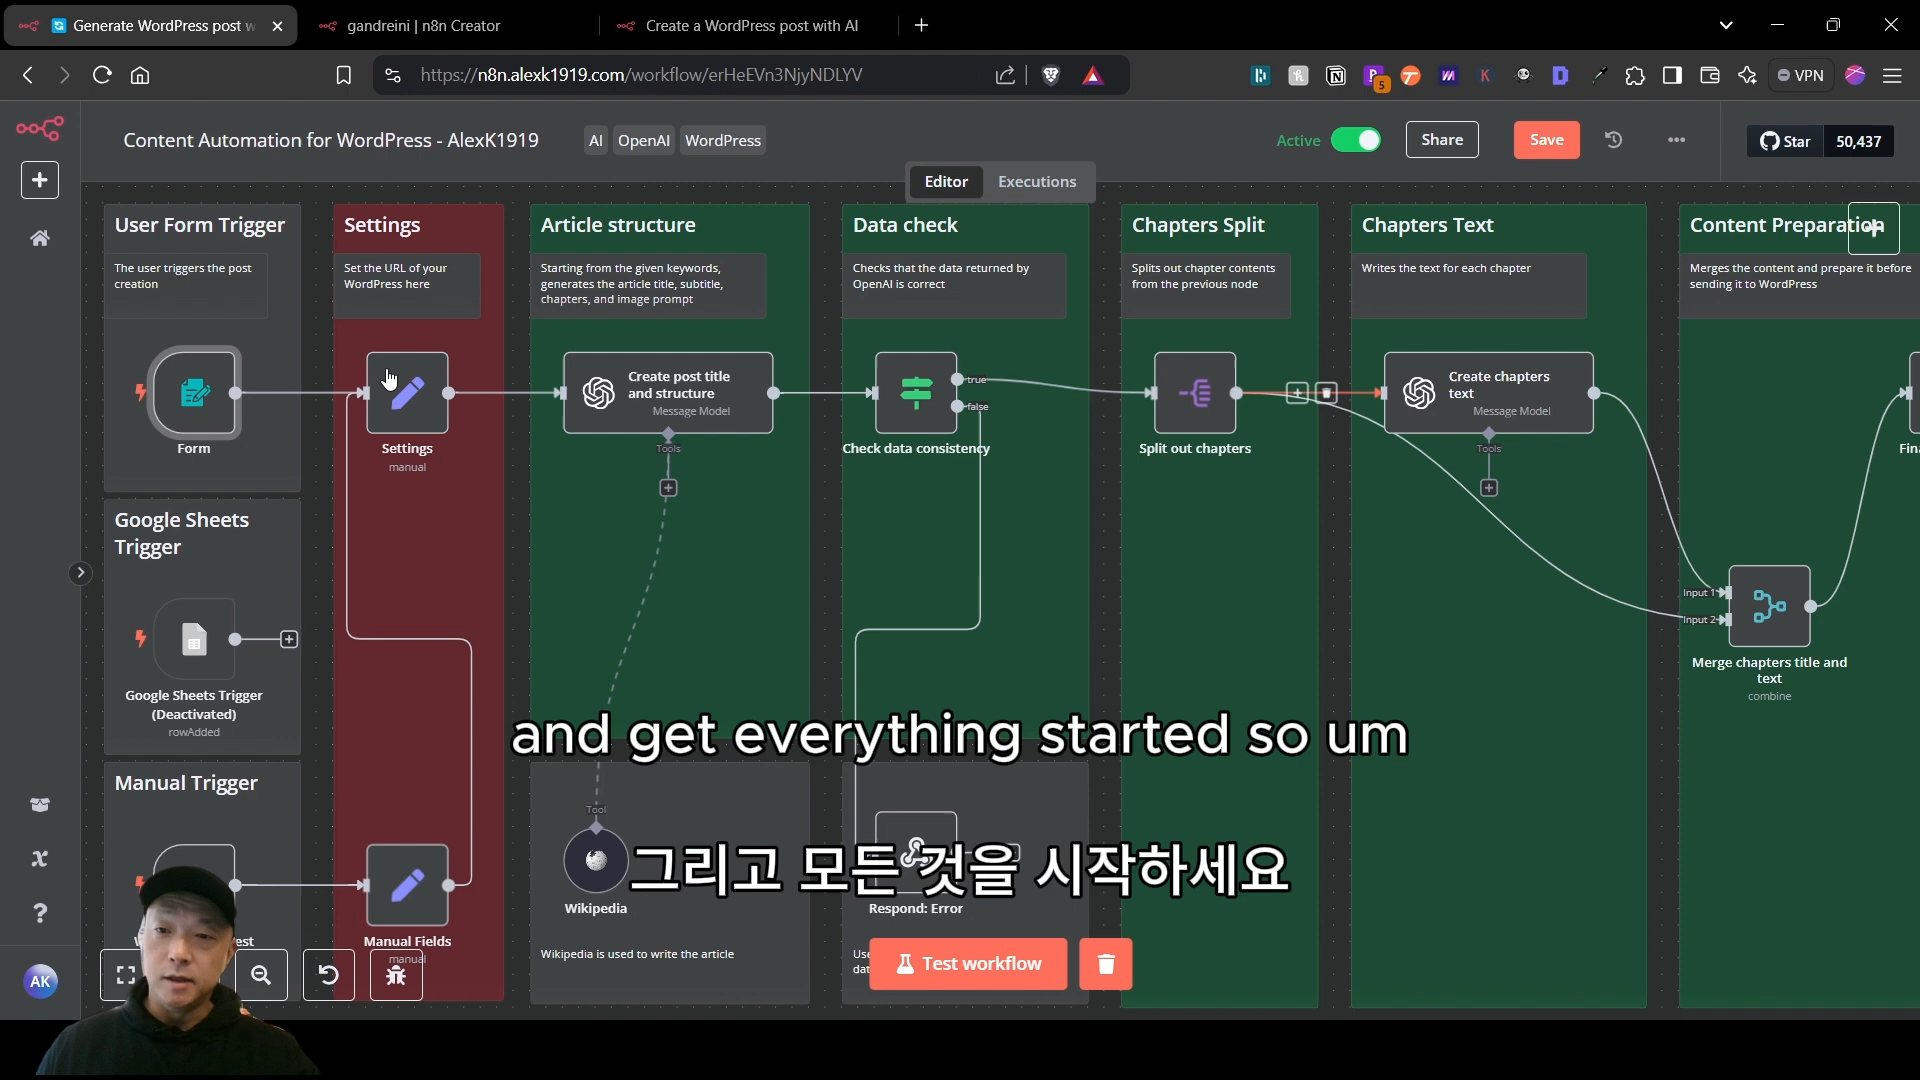 Generate WordPress post w
gandreini | n8n Creator
Create a WordPress post with AI
https://n8n.alexk1919.com/workflow/erHeEVn3NjyNDLYV
5
VPN
Content Automation for WordPress - AlexK1919
AI
OpenAI
WordPress
Active
Share
Save
Star
50,437
Editor
Executions
User Form Trigger
The user triggers the post
creation
Form
Settings
Set the URL of your
WordPress here
Settings
manual
Article structure
Starting from the given keywords,
generates the article title, subtitle,
chapters, and image prompt
Create post title
and structure
Message Model
Tools
Data check
Checks that the data returned by
OpenAI is correct
true
false
Check data consistency
Chapters Split
Splits out chapter contents
from the previous node
Split out chapters
Chapters Text
Writes the text for each chapter
Create chapters
text
Message Model
Tools
Content Preparation
Merges the content and prepare it before
sending it to WordPress
Fina
Input 1
Input 2
Merge chapters title and
text
combine
Google Sheets
Trigger
Google Sheets Trigger
(Deactivated)
rowAdded
Manual Trigger
est
Manual Fields
manual
and get everything started so um
그리고 모든 것을 시작하세요
Tool
Wikipedia
Wikipedia is used to write the article
Respond: Error
Use
dat
Test workflow
AK